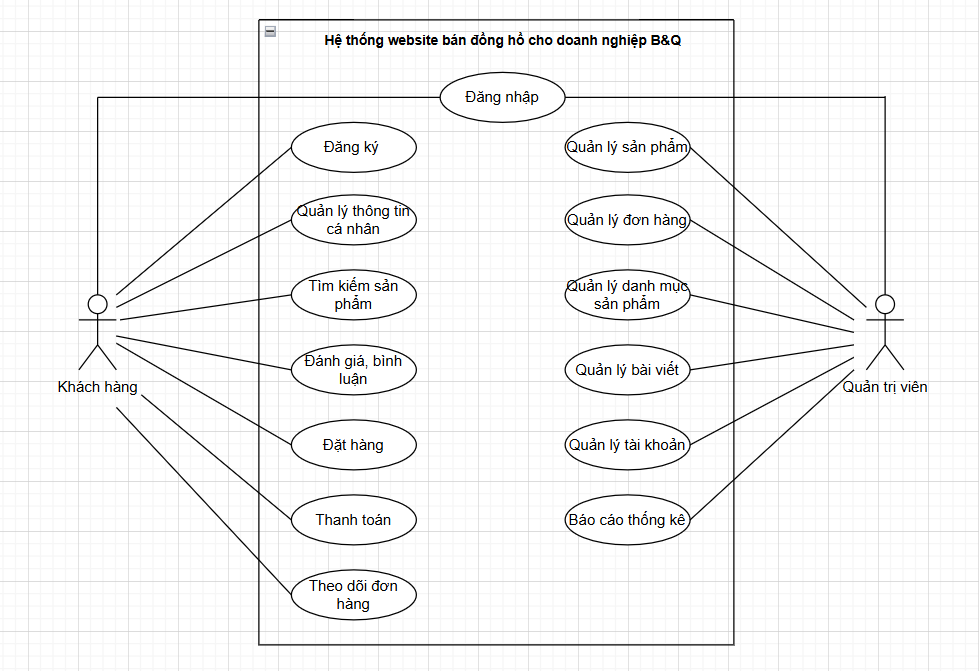 Hệ thống website bán đồng hồ cho doanh nghiệp B&Q
Đăng nhập
Đăng ký
Quản lý thông tin
cá nhân
Tìm kiếm sản
phẩm
Đánh giá, bình
luận
Đặt hàng
Thanh toán
Theo dõi đơn
hàng
Quản lý sản phẩm
Quản lý đơn hàng
Quản lý danh mục
sản phẩm
Quản lý bài viết
Quản lý tài khoản
Báo cáo thống kê
Khách hàng
Quản trị viên